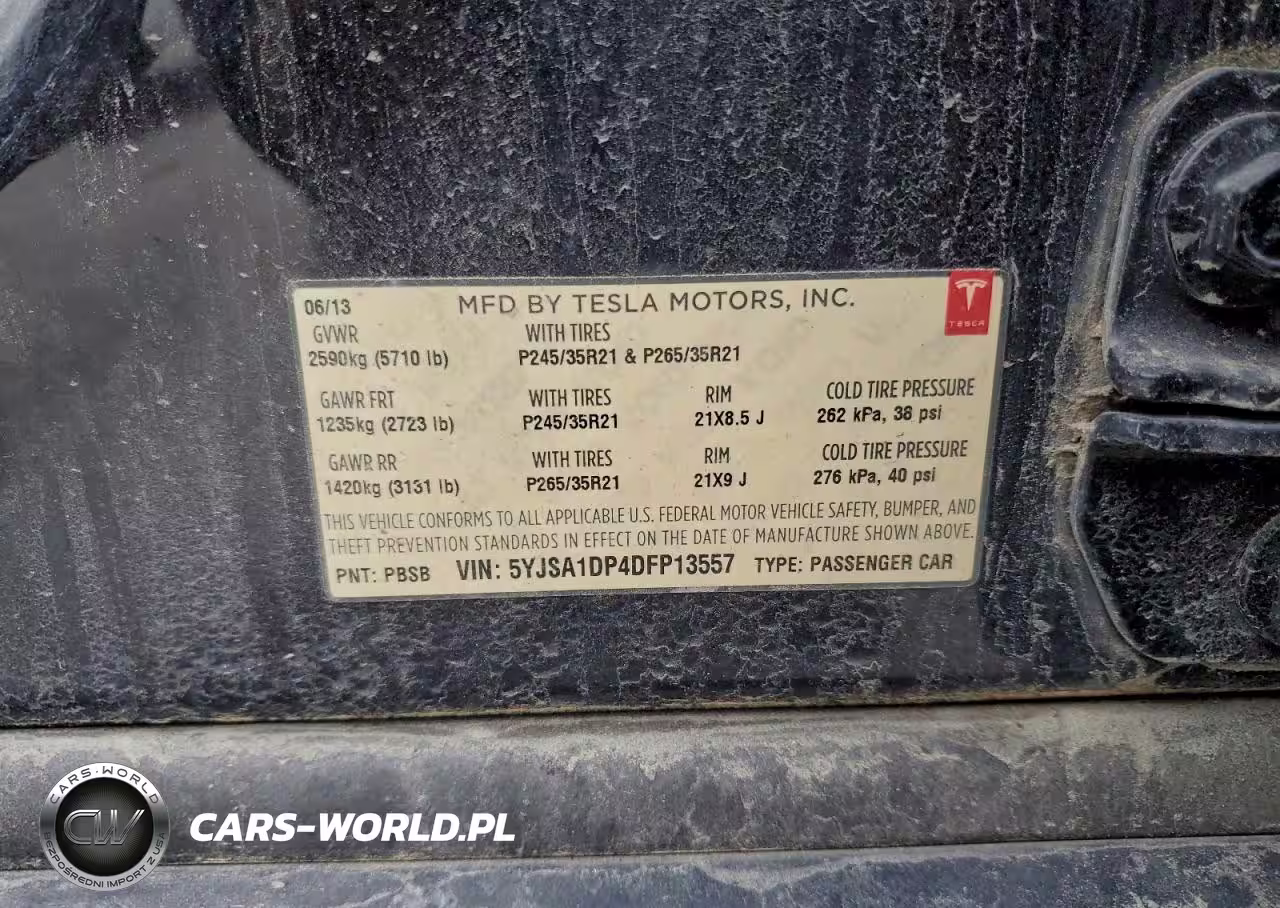 06/13 MFD BY TESLA MOTORS, INC.
TESLA
GVWR WITH TIRES
2590kg (5710 lb) P245/35R21 & P265/35R21
GAWR FRT WITH TIRES RIM COLD TIRE PRESSURE
1235kg (2723 lb) P245/35R21 21X8.5 J 262 kPa, 38 psi
GAWR RR WITH TIRES RIM COLD TIRE PRESSURE
1420kg (3131 lb) P265/35R21 21X9 J 276 kPa, 40 psi
THIS VEHICLE CONFORMS TO ALL APPLICABLE U.S. FEDERAL MOTOR VEHICLE SAFETY, BUMPER, AND
THEFT PREVENTION STANDARDS IN EFFECT ON THE DATE OF MANUFACTURE SHOWN ABOVE.
PNT: PBSB VIN: 5YJSA1DP4DFP13557 TYPE: PASSENGER CAR
CARS-WORLD
CW
BEZPOŚREDNI IMPORT Z USA
CARS-WORLD.PL